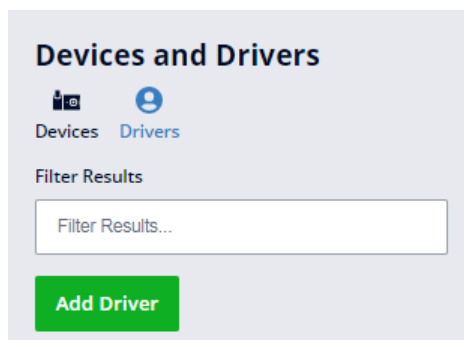 Devices and Drivers
Devices Drivers
Filter Results
Filter Results...
Add Driver